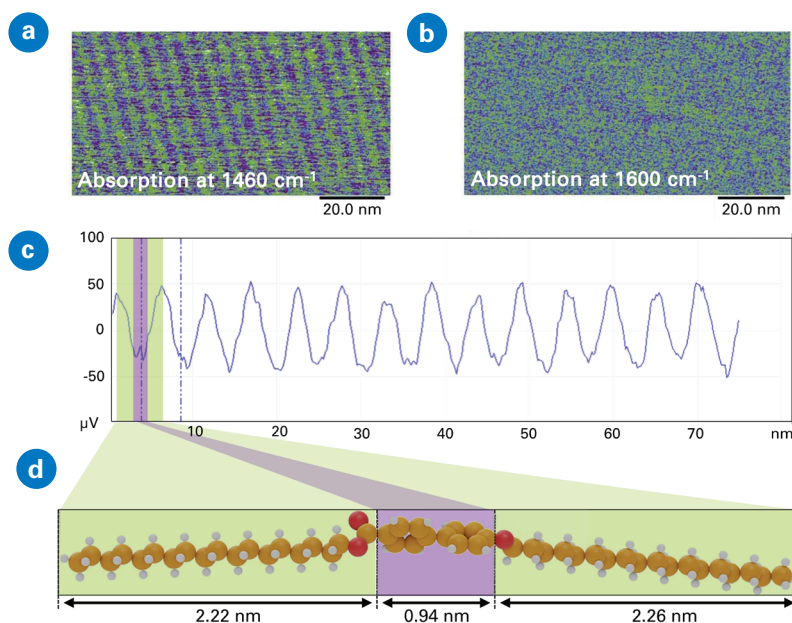 a
b
Absorption at 1460 cm-1
Absorption at 1600 cm-1
20.0 nm
20.0 nm
c
100
50
0
-50
μV
10
20
30
40
50
60
70
nm
d
2.22 nm
0.94 nm
2.26 nm